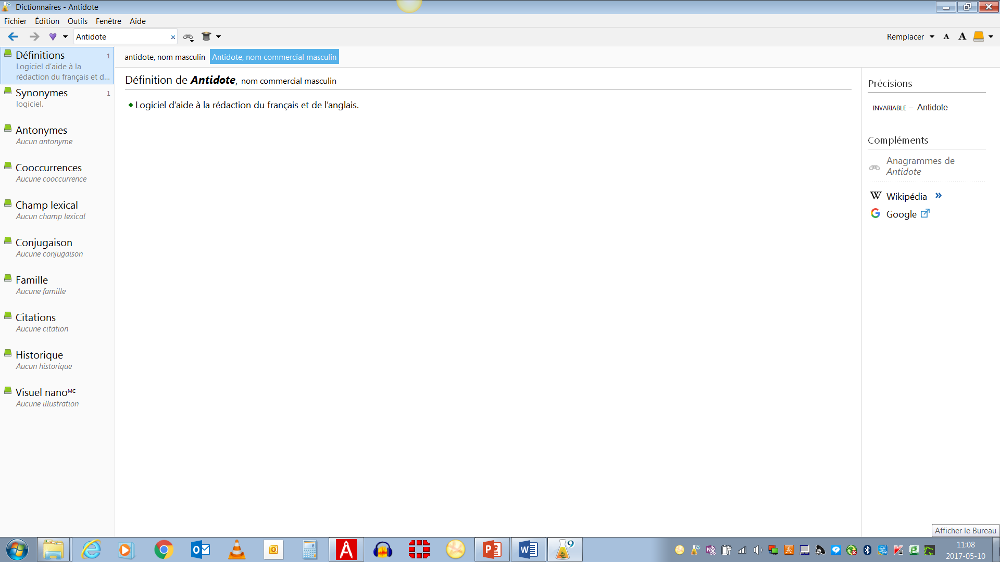 Dictionnaires - Antidote
Fichier Édition Outils Fenêtre Aide
Antidote
Remplacer A A
Définitions 1
Logiciel d'aide à la
rédaction du français et d...
Synonymes 1
logiciel.
Antonymes
Aucun antonyme
Cooccurrences
Aucune cooccurrence
Champ lexical
Aucun champ lexical
Conjugaison
Aucune conjugaison
Famille
Aucune famille
Citations
Aucune citation
Historique
Aucun historique
Visuel nanoMC
Aucune illustration
antidote, nom masculin Antidote, nom commercial masculin
Définition de Antidote, nom commercial masculin
Logiciel d'aide à la rédaction du français et de l'anglais.
Précisions
INVARIABLE – Antidote
Compléments
Anagrammes de
Antidote
W Wikipédia »
G Google
Afficher le Bureau
11:08
2017-05-10